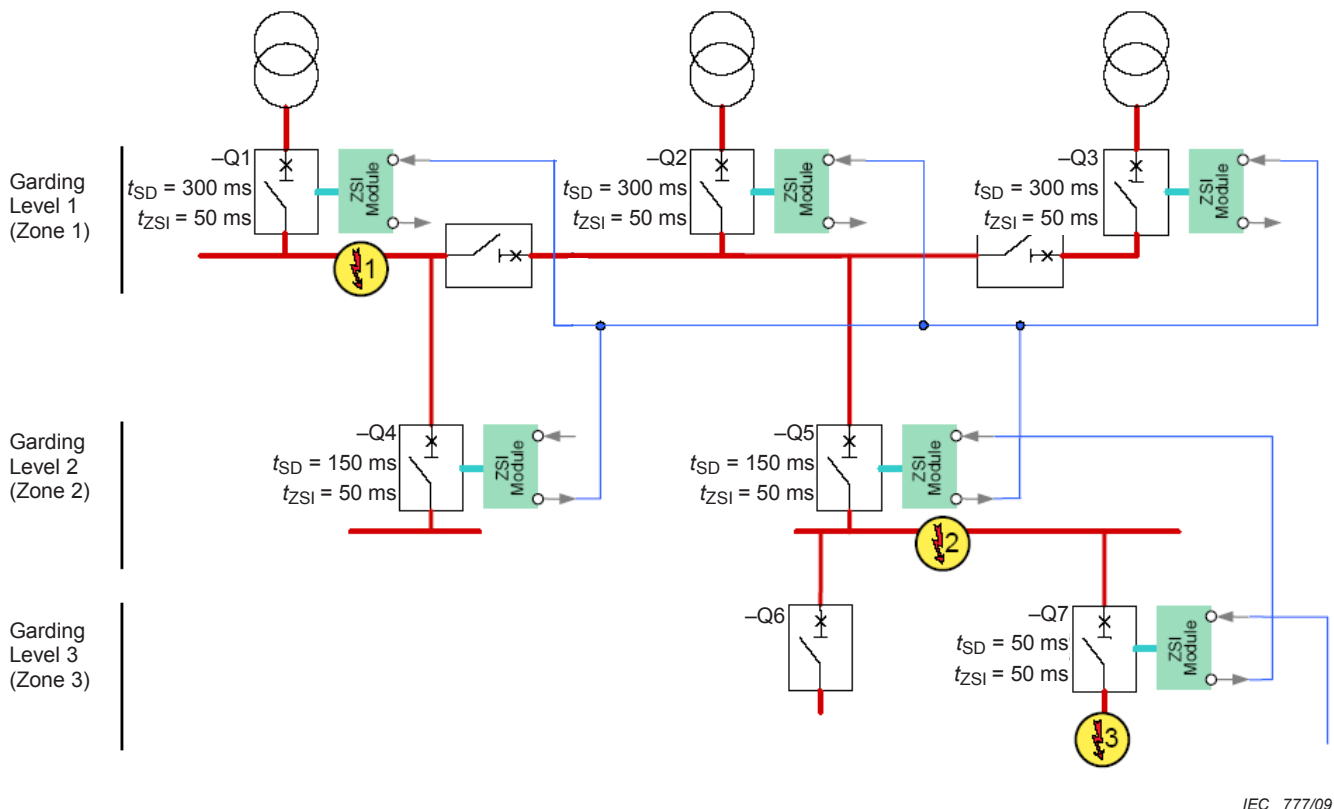 –Q1
tSD = 300 ms
tZSI = 50 ms
ZSI
Module
–Q2
tSD = 300 ms
tZSI = 50 ms
ZSI
Module
–Q3
tSD = 300 ms
tZSI = 50 ms
ZSI
Module
Garding
Level 1
(Zone 1)
1
Garding
Level 2
(Zone 2)
–Q4
tSD = 150 ms
tZSI = 50 ms
ZSI
Module
–Q5
tSD = 150 ms
tZSI = 50 ms
ZSI
Module
2
Garding
Level 3
(Zone 3)
–Q6
–Q7
tSD = 50 ms
tZSI = 50 ms
ZSI
Module
3
IEC 777/09